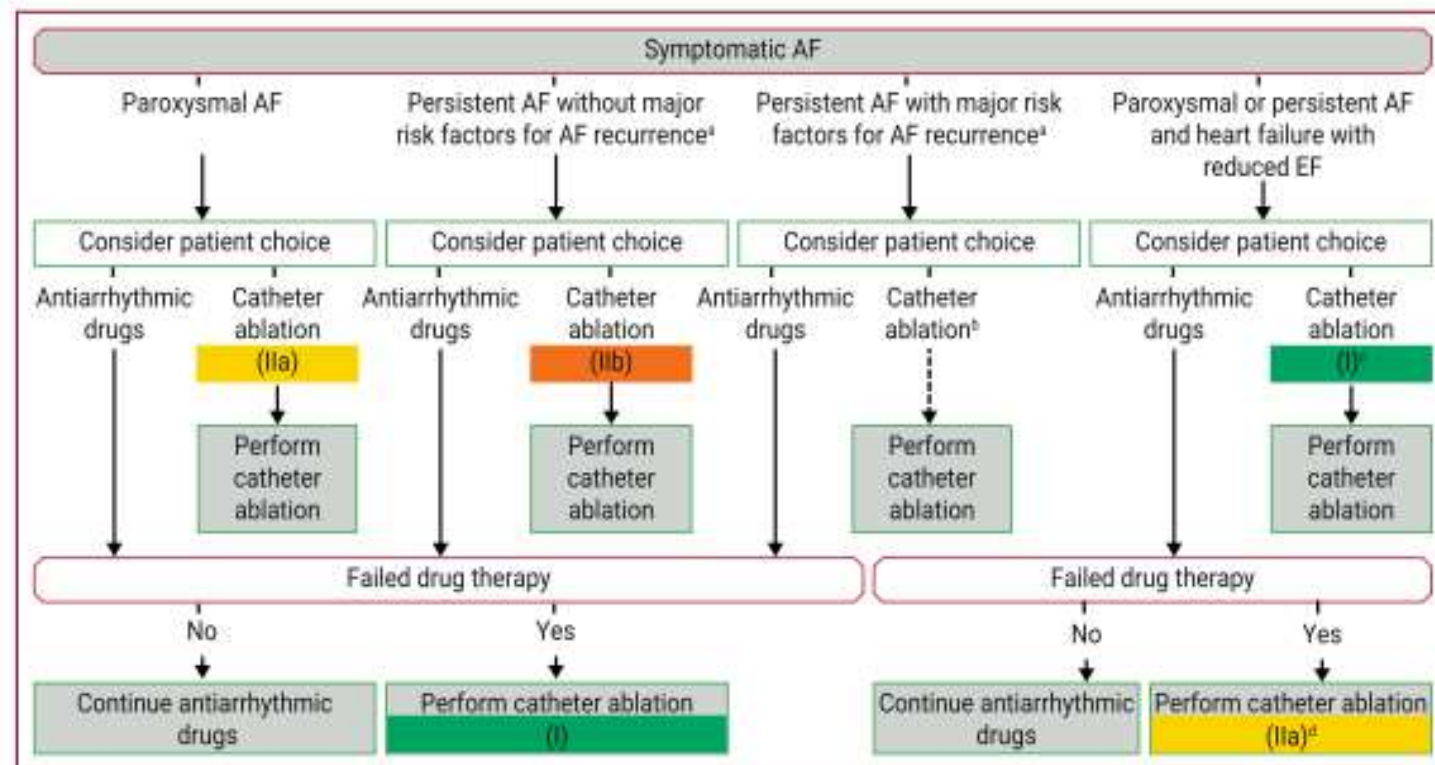 Symptomatic AF
Paroxysmal AF
Persistent AF without major
risk factors for AF recurrenceᵃ
Persistent AF with major risk
factors for AF recurrenceᵃ
Paroxysmal or persistent AF
and heart failure with
reduced EF
Consider patient choice
Consider patient choice
Consider patient choice
Consider patient choice
Antiarrhythmic
drugs
Catheter
ablation
(IIa)
Antiarrhythmic
drugs
Catheter
ablation
(IIb)
Antiarrhythmic
drugs
Catheter
ablationᵇ
Antiarrhythmic
drugs
Catheter
ablation
(I)ᶜ
Perform
catheter
ablation
Perform
catheter
ablation
Perform
catheter
ablation
Perform
catheter
ablation
Failed drug therapy
Failed drug therapy
No
Yes
No
Yes
Continue antiarrhythmic
drugs
Perform catheter ablation
(I)
Continue antiarrhythmic
drugs
Perform catheter ablation
(IIa)ᵈ